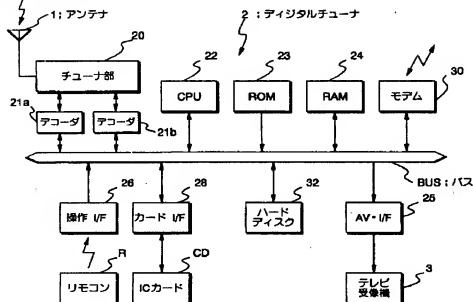 1：アンテナ
2：ディジタルチューナ
20
チューナ部
22
23
24
CPU
ROM
RAM
モデム
30
21a
デコーダ
デコーダ
21b
BUS：バス
26
28
32
25
操作 I/F
カード I/F
ハード
ディスク
AV・I/F
R
CD
3
リモコン
ICカード
テレビ
受像機